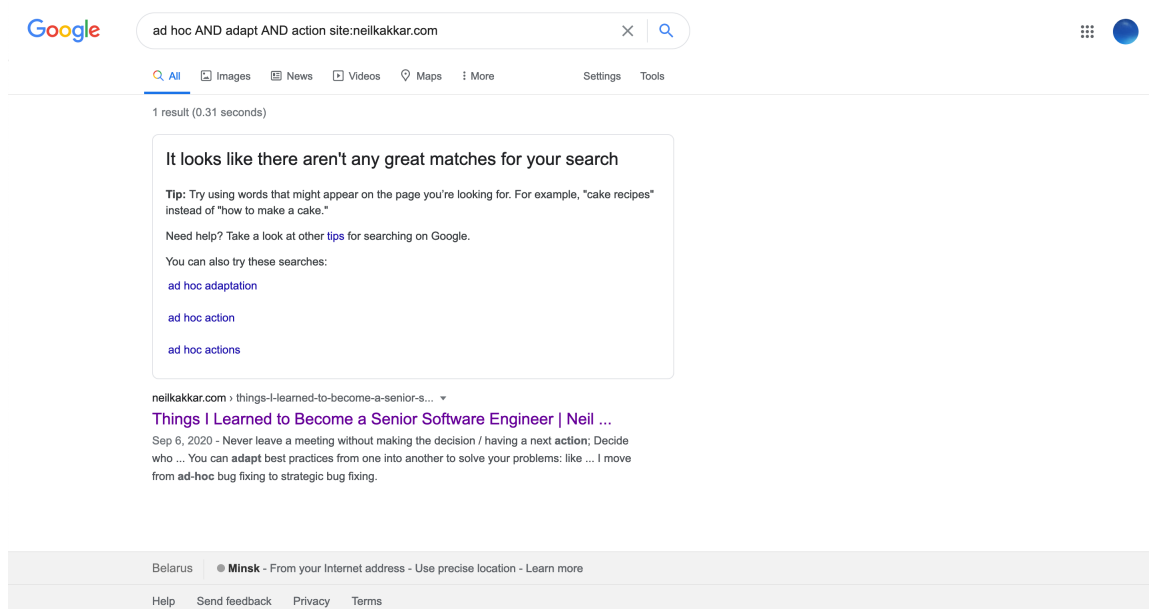 Google
ad hoc AND adapt AND action site:neilkakkar.com
All Images News Videos Maps More Settings Tools
1 result (0.31 seconds)
It looks like there aren't any great matches for your search
Tip: Try using words that might appear on the page you're looking for. For example, "cake recipes"
instead of "how to make a cake."
Need help? Take a look at other tips for searching on Google.
You can also try these searches:
ad hoc adaptation
ad hoc action
ad hoc actions
neilkakkar.com › things-I-learned-to-become-a-senior-s...
Things I Learned to Become a Senior Software Engineer | Neil ...
Sep 6, 2020 - Never leave a meeting without making the decision / having a next action; Decide
who ... You can adapt best practices from one into another to solve your problems: like ... I move
from ad-hoc bug fixing to strategic bug fixing.
Belarus Minsk - From your Internet address - Use precise location - Learn more
Help Send feedback Privacy Terms